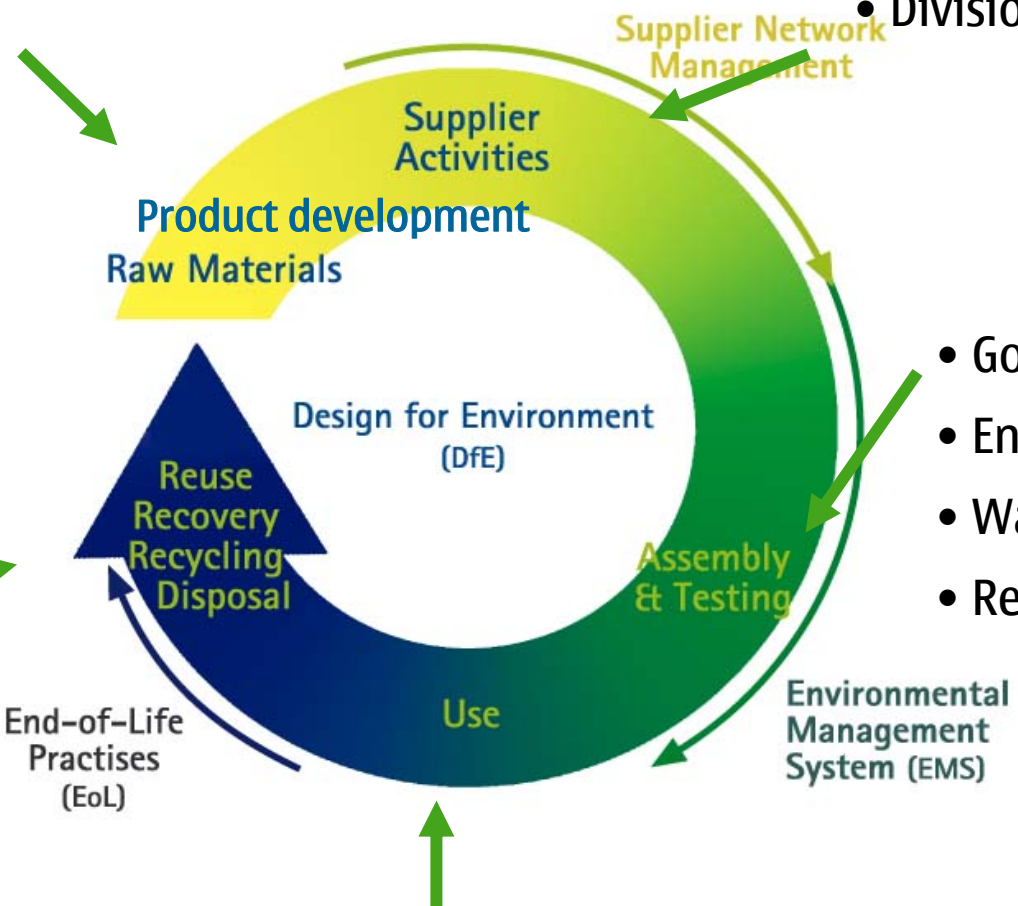 Supplier Network
Management
Supplier
Activities
Product development
Raw Materials
Design for Environment
(DfE)
Reuse
Recovery
Recycling
Disposal
Assembly
& Testing
Use
End-of-Life
Practises
(EoL)
Environmental
Management
System (EMS)